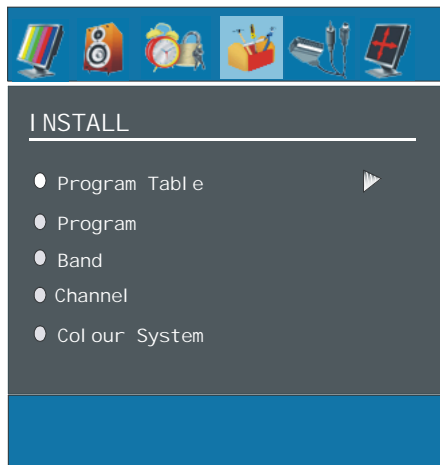 INSTALL
Program Table
Program
Band
Channel
Colour System